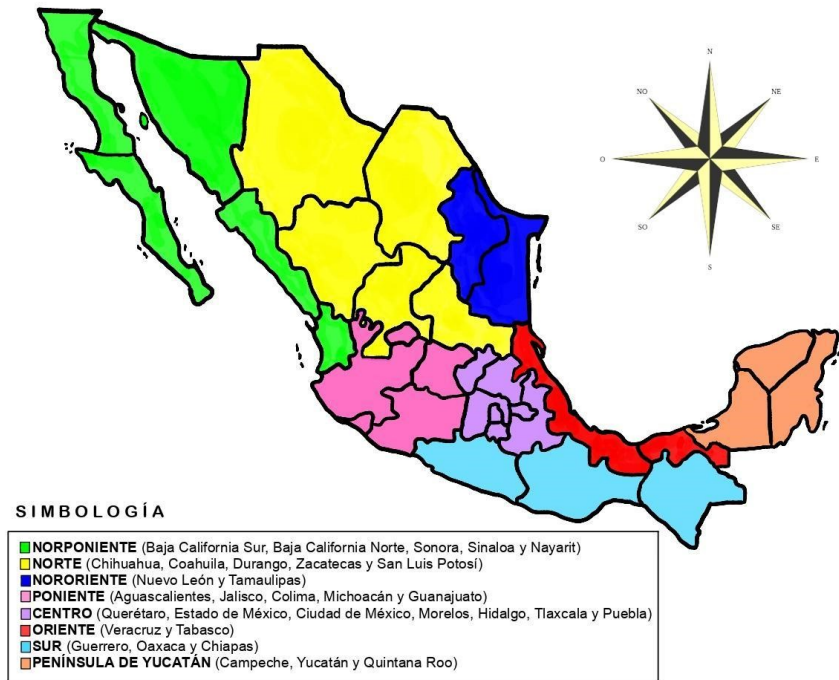 N
NO
NE
O
E
SO
SE
S
SIMBOLOGÍA
NORPONIENTE (Baja California Sur, Baja California Norte, Sonora, Sinaloa y Nayarit)
NORTE (Chihuahua, Coahuila, Durango, Zacatecas y San Luis Potosí)
NORORIENTE (Nuevo León y Tamaulipas)
PONIENTE (Aguascalientes, Jalisco, Colima, Michoacán y Guanajuato)
CENTRO (Querétaro, Estado de México, Ciudad de México, Morelos, Hidalgo, Tlaxcala y Puebla)
ORIENTE (Veracruz y Tabasco)
SUR (Guerrero, Oaxaca y Chiapas)
PENÍNSULA DE YUCATÁN (Campeche, Yucatán y Quintana Roo)